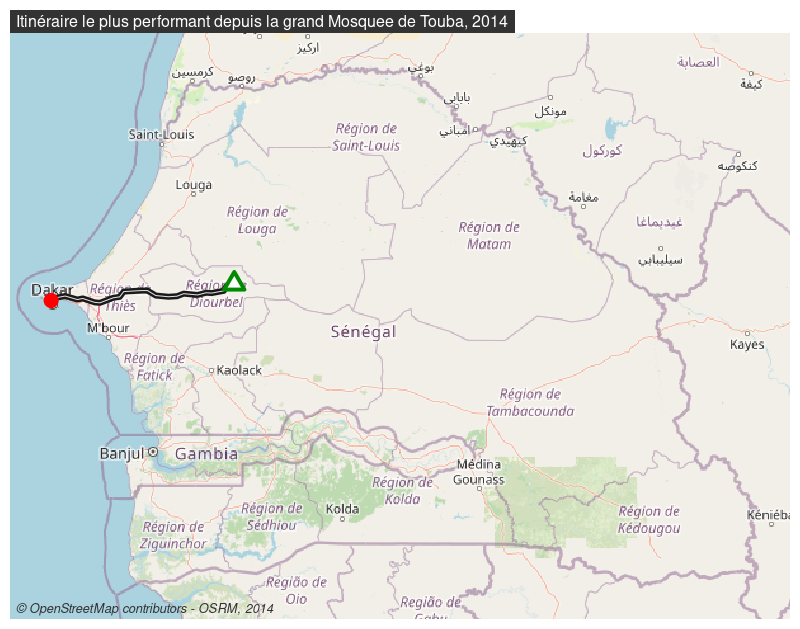 Itinéraire le plus performant depuis la grand Mosquee de Touba, 2014
اركيز
كرمسين
روصو
بوغي
العصابة
كيفة
بابابي
مونكل
امباني
كيهيدي
Saint-Louis
Région de
Saint-Louis
كوركول
كنكوصه
Louga
مقامة
Région de
Louga
Région de
Matam
غيديماغا
سيليبابي
Dakar
Région de
Thiès
Région de
Diourbel
M'bour
Sénégal
Kayes
Région de
Fatick
Kaolack
Région de
Tambacounda
Banjul
Gambia
Médina
Gounass
Région de
Kolda
Région de
Sédhiou
Kolda
Région de
Kédougou
Kéniéba
Région de
Ziguinchor
Região de
Oio
Região de
Gabu
© OpenStreetMap contributors - OSRM, 2014